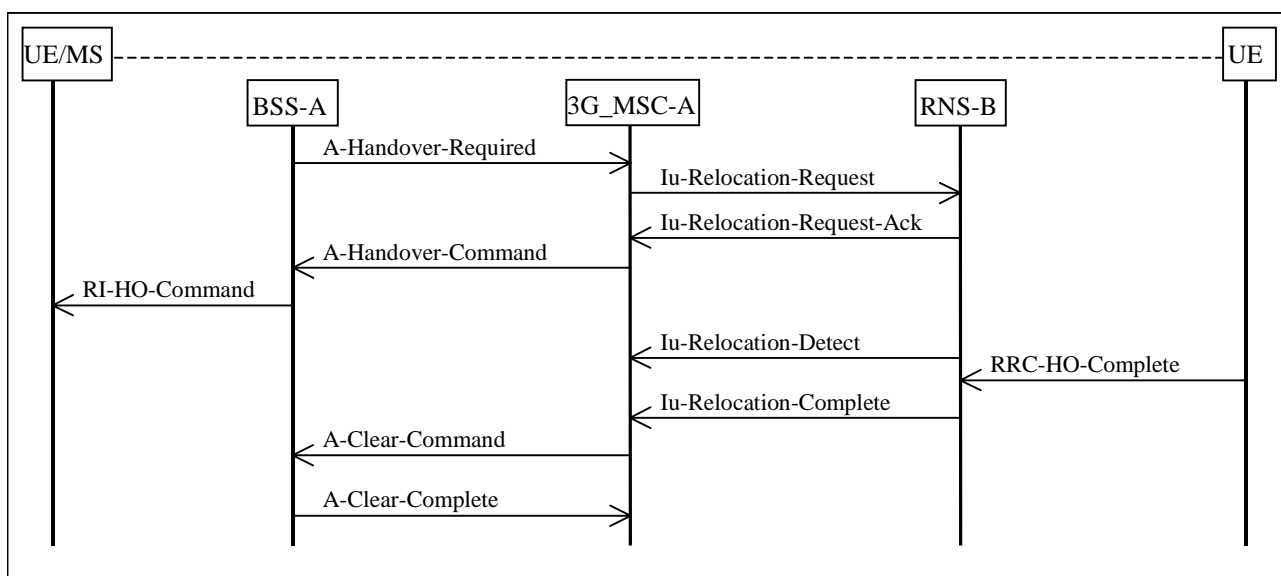 UE/MS
UE
BSS-A
3G_MSC-A
RNS-B
A-Handover-Required
Iu-Relocation-Request
Iu-Relocation-Request-Ack
A-Handover-Command
RI-HO-Command
Iu-Relocation-Detect
RRC-HO-Complete
Iu-Relocation-Complete
A-Clear-Command
A-Clear-Complete